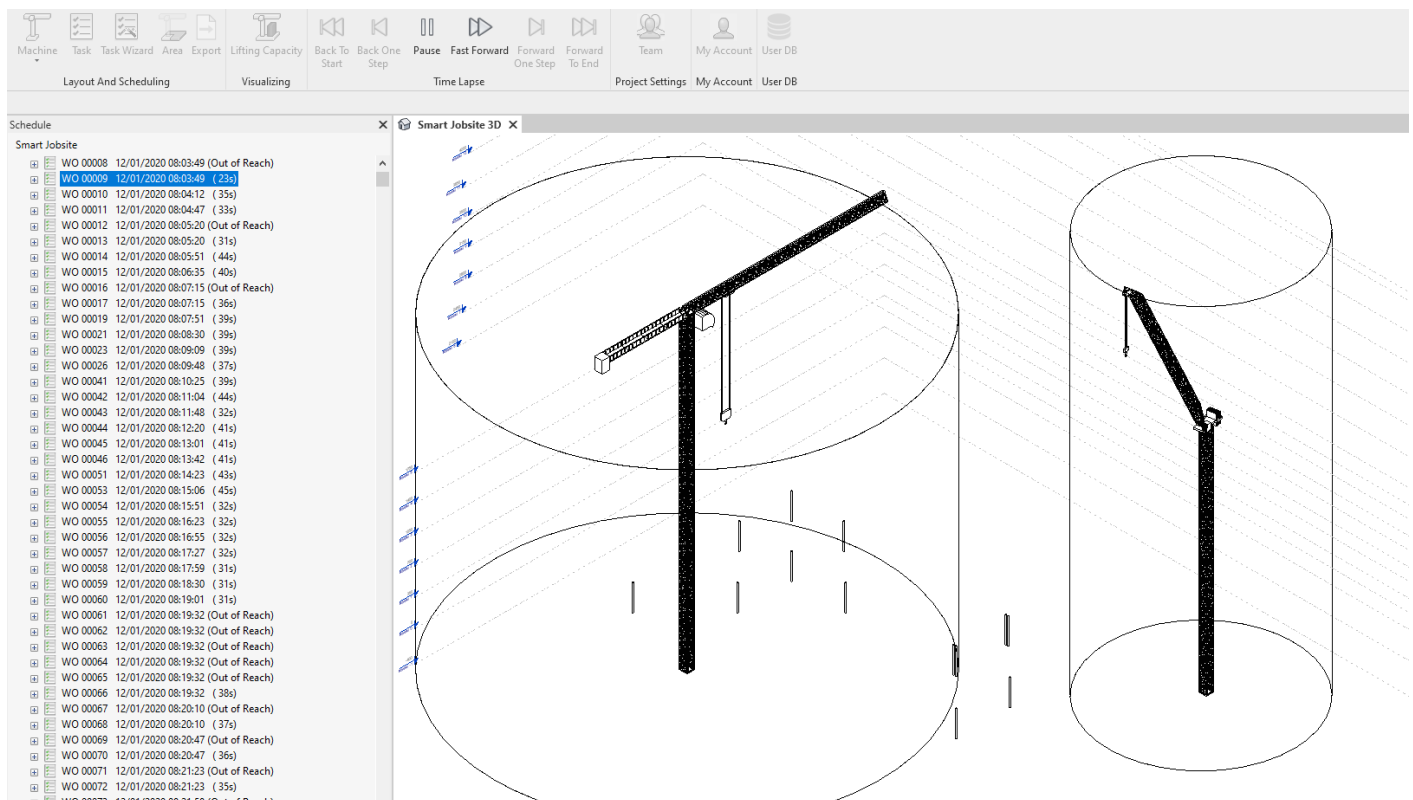 Machine Task Task Wizard Area Export Lifting Capacity Back To Start Back One Step Pause Fast Forward Forward One Step Forward To End Team My Account User DB
Layout And Scheduling Visualizing Time Lapse Project Settings My Account User DB
Schedule
Smart Jobsite 3D
Smart Jobsite
WO 00008 12/01/2020 08:03:49 (Out of Reach)
WO 00009 12/01/2020 08:03:49 ( 23s)
WO 00010 12/01/2020 08:04:12 ( 35s)
WO 00011 12/01/2020 08:04:47 ( 33s)
WO 00012 12/01/2020 08:05:20 (Out of Reach)
WO 00013 12/01/2020 08:05:20 ( 31s)
WO 00014 12/01/2020 08:05:51 ( 44s)
WO 00015 12/01/2020 08:06:35 ( 40s)
WO 00016 12/01/2020 08:07:15 (Out of Reach)
WO 00017 12/01/2020 08:07:15 ( 36s)
WO 00019 12/01/2020 08:07:51 ( 39s)
WO 00021 12/01/2020 08:08:30 ( 39s)
WO 00023 12/01/2020 08:09:09 ( 39s)
WO 00026 12/01/2020 08:09:48 ( 37s)
WO 00041 12/01/2020 08:10:25 ( 39s)
WO 00042 12/01/2020 08:11:04 ( 44s)
WO 00043 12/01/2020 08:11:48 ( 32s)
WO 00044 12/01/2020 08:12:20 ( 41s)
WO 00045 12/01/2020 08:13:01 ( 41s)
WO 00046 12/01/2020 08:13:42 ( 41s)
WO 00051 12/01/2020 08:14:23 ( 43s)
WO 00053 12/01/2020 08:15:06 ( 45s)
WO 00054 12/01/2020 08:15:51 ( 32s)
WO 00055 12/01/2020 08:16:23 ( 32s)
WO 00056 12/01/2020 08:16:55 ( 32s)
WO 00057 12/01/2020 08:17:27 ( 32s)
WO 00058 12/01/2020 08:17:59 ( 31s)
WO 00059 12/01/2020 08:18:30 ( 31s)
WO 00060 12/01/2020 08:19:01 ( 31s)
WO 00061 12/01/2020 08:19:32 (Out of Reach)
WO 00062 12/01/2020 08:19:32 (Out of Reach)
WO 00063 12/01/2020 08:19:32 (Out of Reach)
WO 00064 12/01/2020 08:19:32 (Out of Reach)
WO 00065 12/01/2020 08:19:32 (Out of Reach)
WO 00066 12/01/2020 08:19:32 ( 38s)
WO 00067 12/01/2020 08:20:10 (Out of Reach)
WO 00068 12/01/2020 08:20:10 ( 37s)
WO 00069 12/01/2020 08:20:47 (Out of Reach)
WO 00070 12/01/2020 08:20:47 ( 36s)
WO 00071 12/01/2020 08:21:23 (Out of Reach)
WO 00072 12/01/2020 08:21:23 ( 35s)